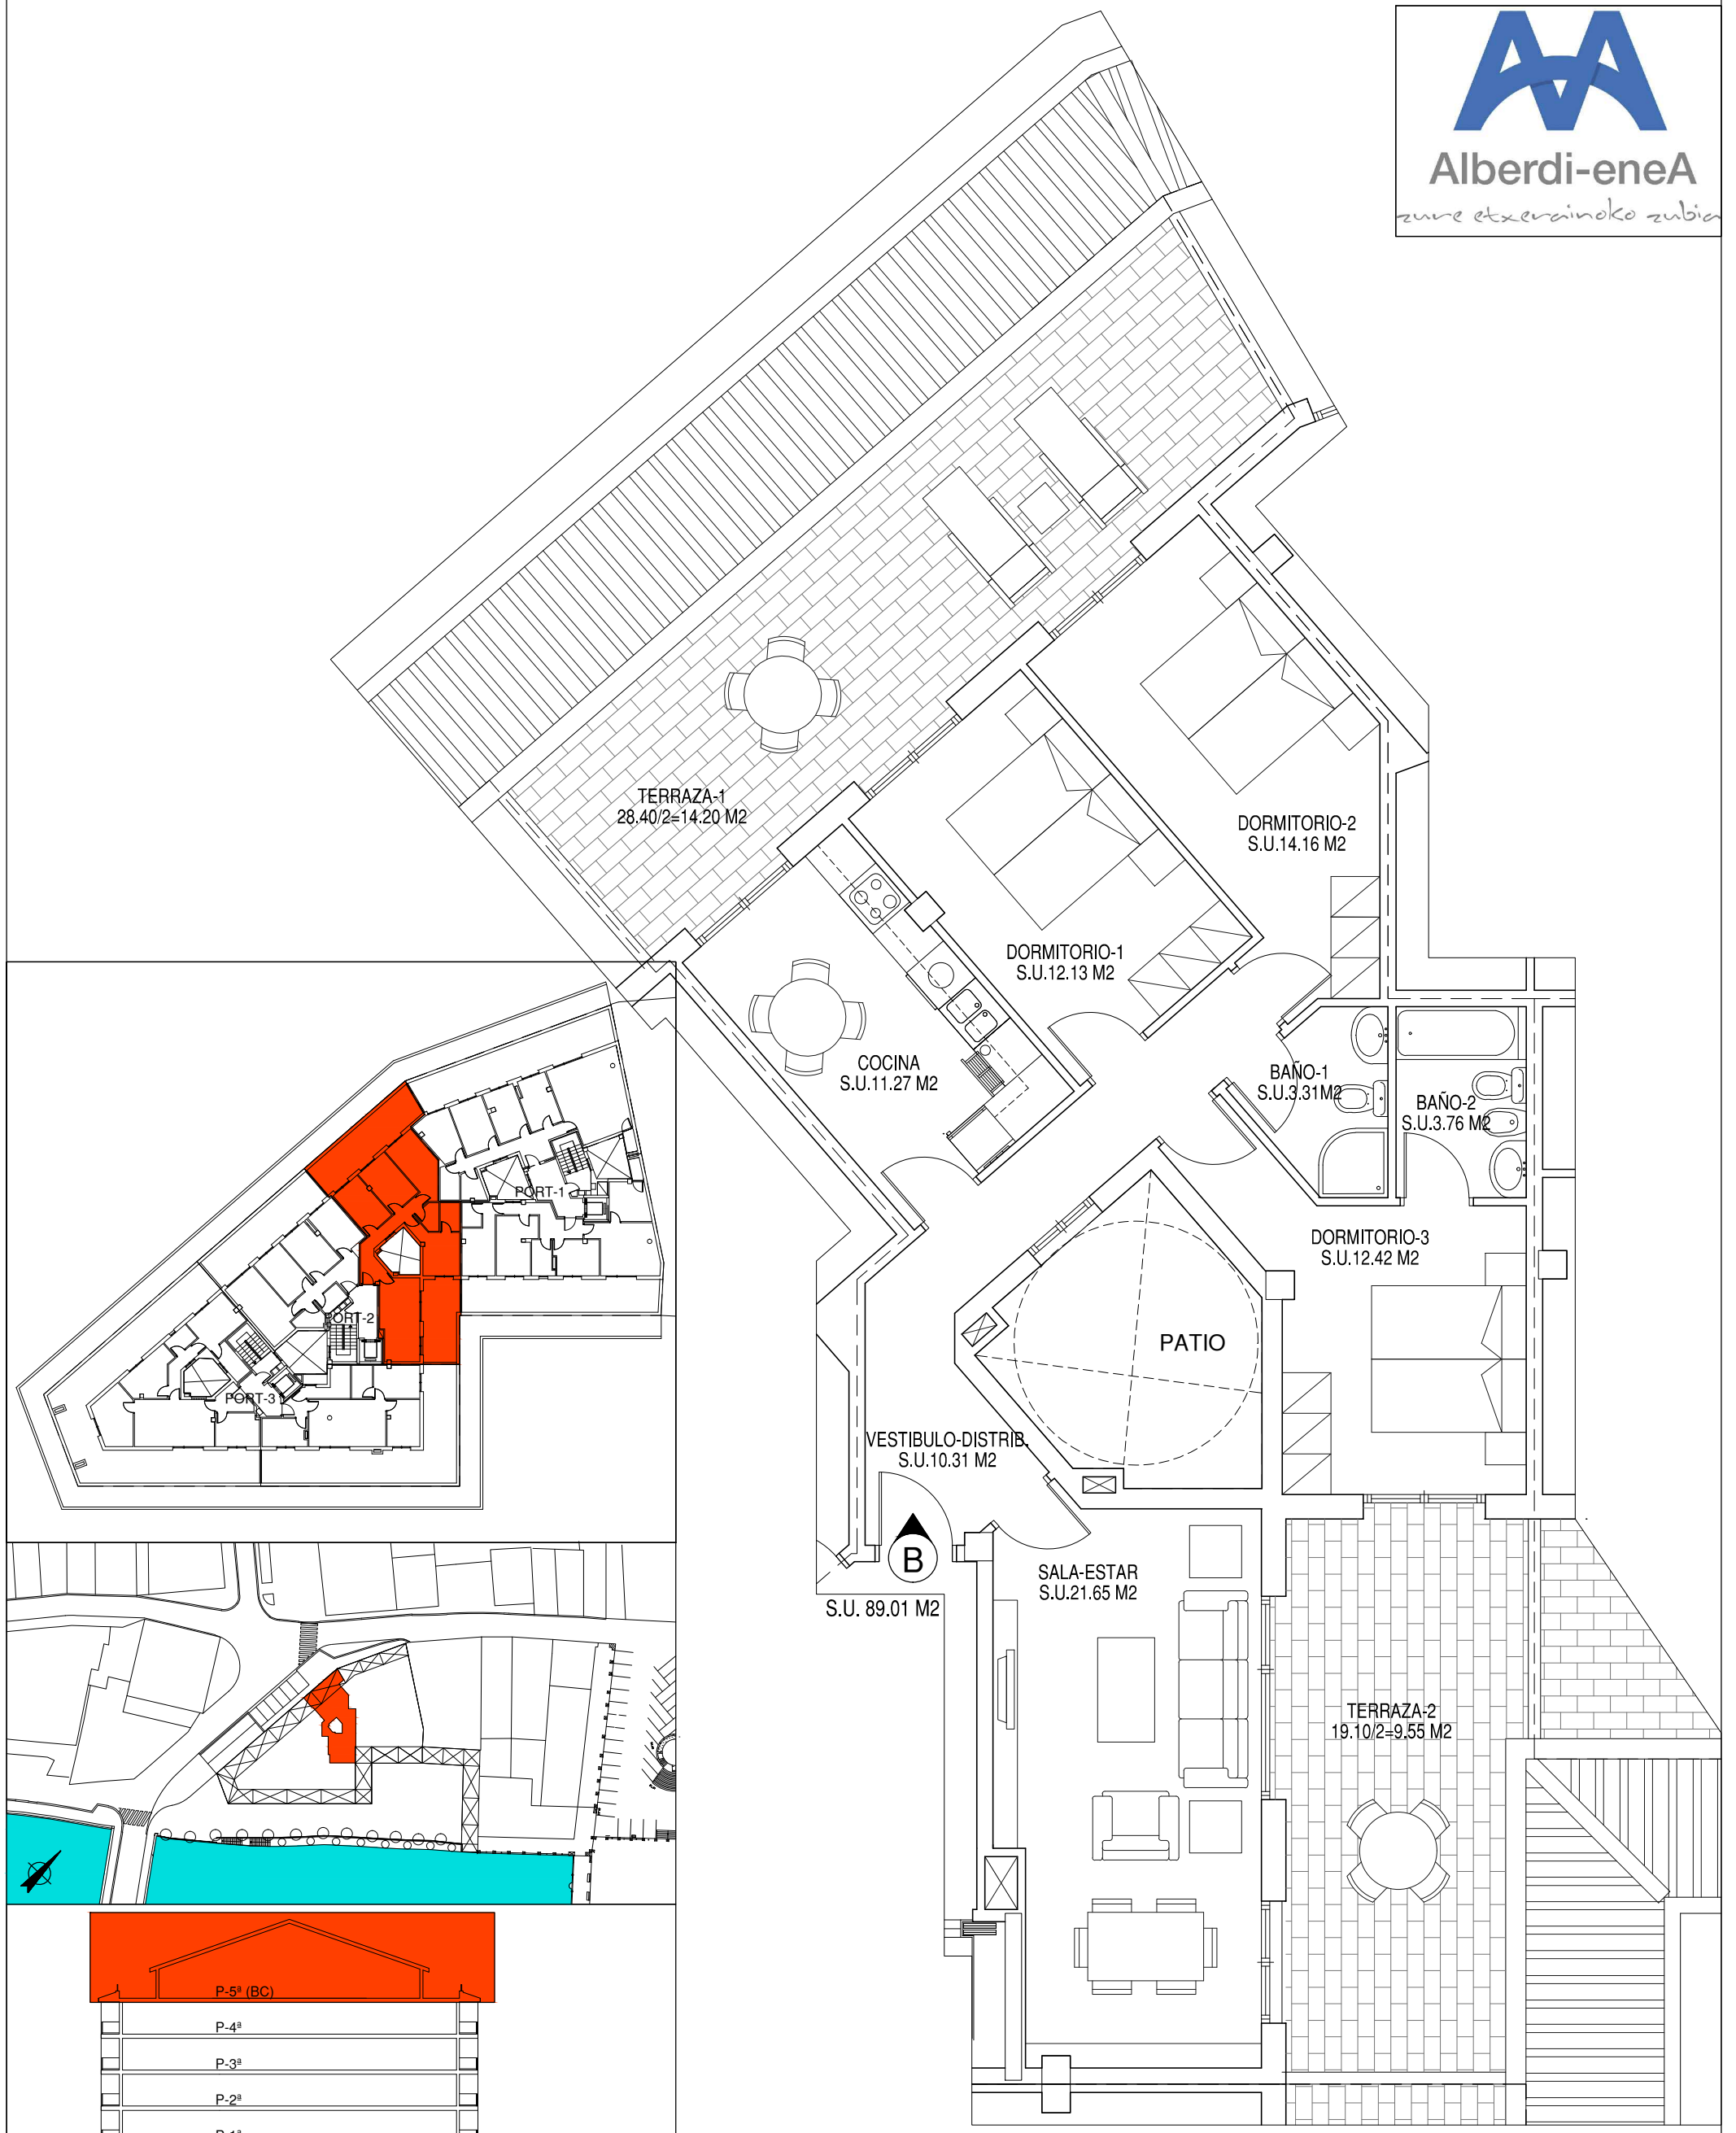 Alberdi-eneA
zure etxerainoko zubia
TERRAZA-1
28.40/2=14.20 M2
DORMITORIO-2
S.U.14.16 M2
DORMITORIO-1
S.U.12.13 M2
COCINA
S.U.11.27 M2
BAÑO-1
S.U.3.31M2
BAÑO-2
S.U.3.76 M2
DORMITORIO-3
S.U.12.42 M2
PATIO
VESTIBULO-DISTRIB.
S.U.10.31 M2
B
S.U. 89.01 M2
SALA-ESTAR
S.U.21.65 M2
TERRAZA-2
19.10/2=9.55 M2
PORT-1
PORT-2
PORT-3
P-5ª (BC)
P-4ª
P-3ª
P-2ª
P-1ª